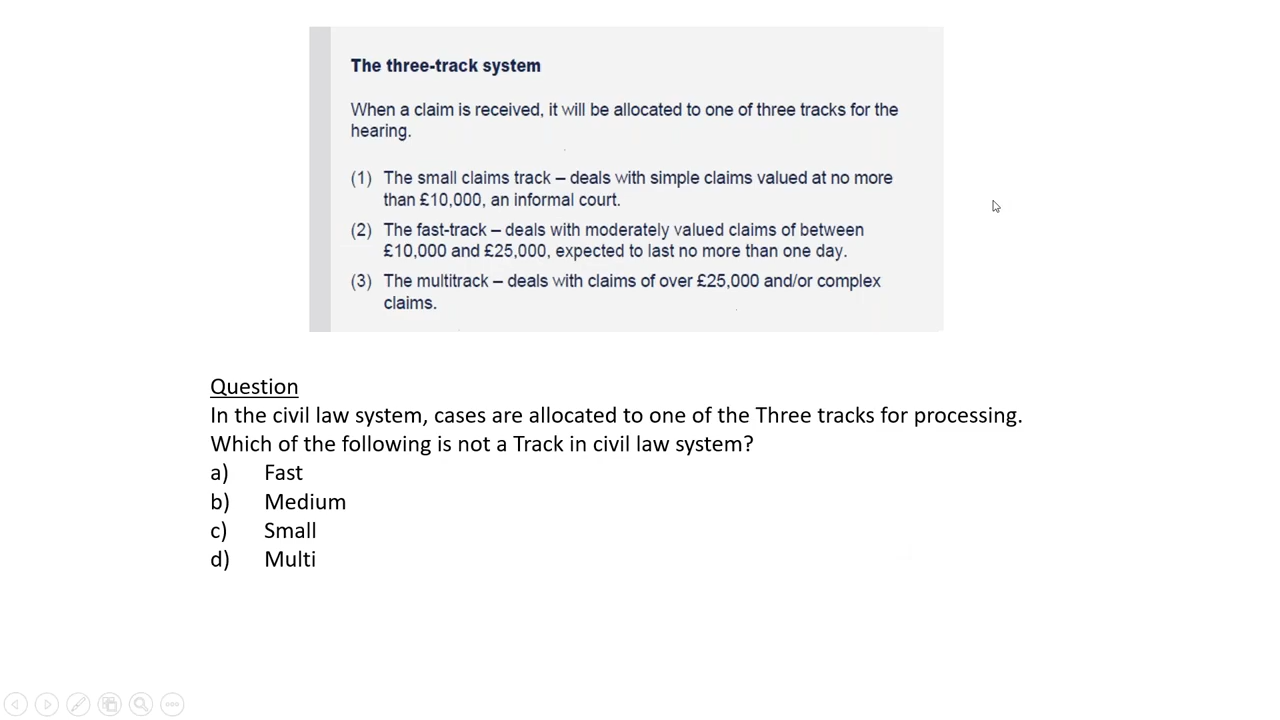 The three-track system
When a claim is received, it will be allocated to one of three tracks for the
hearing.
(1) The small claims track – deals with simple claims valued at no more
than £10,000, an informal court.
(2) The fast-track – deals with moderately valued claims of between
£10,000 and £25,000, expected to last no more than one day.
(3) The multitrack – deals with claims of over £25,000 and/or complex
claims.
Question
In the civil law system, cases are allocated to one of the Three tracks for processing.
Which of the following is not a Track in civil law system?
a) Fast
b) Medium
c) Small
d) Multi